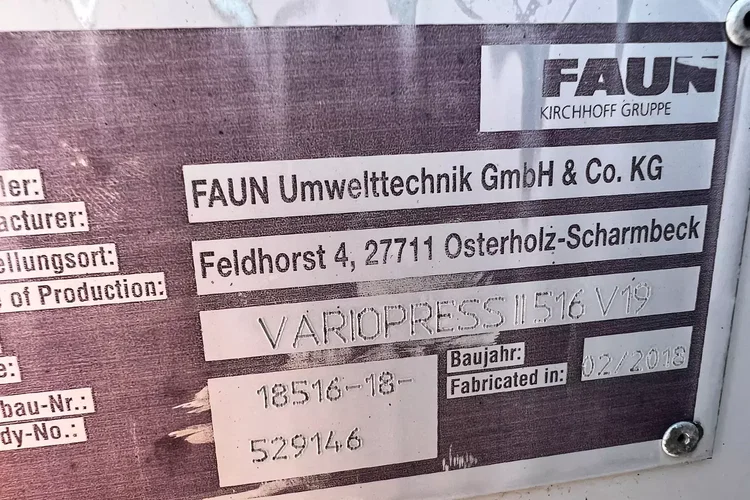 FAUN
KIRCHHOFF GRUPPE
ler: FAUN Umwelttechnik GmbH & Co. KG
acturer:
ellungsort: Feldhorst 4, 27711 Osterholz-Scharmbeck
e of Production:
VARIOPRESS II 516 V19
e:
Baujahr: 02/2018
Fabricated in:
bau-Nr.: 18516-18-
dy-No.: 529146